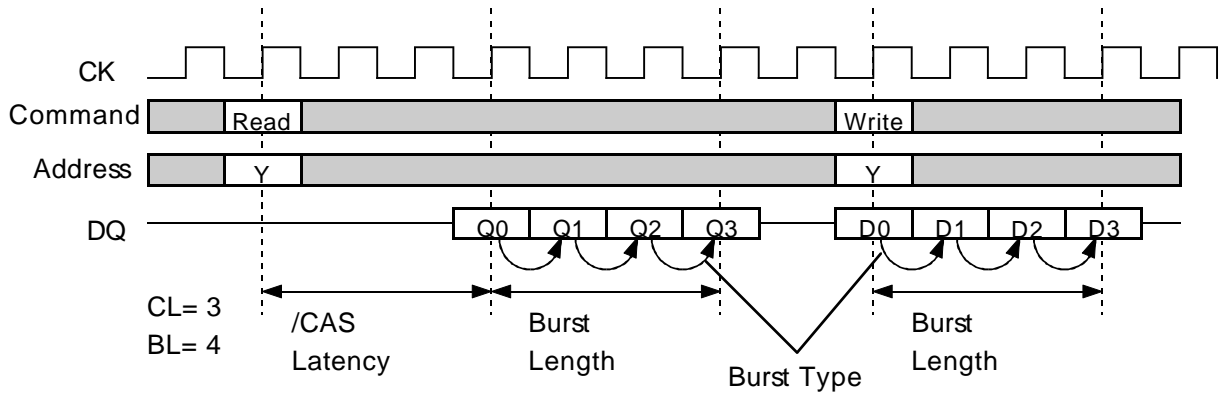 CK
Command Read Write
Address Y Y
DQ Q0 Q1 Q2 Q3 D0 D1 D2 D3
CL= 3
BL= 4
/CAS
Latency
Burst
Length
Burst Type
Burst
Length